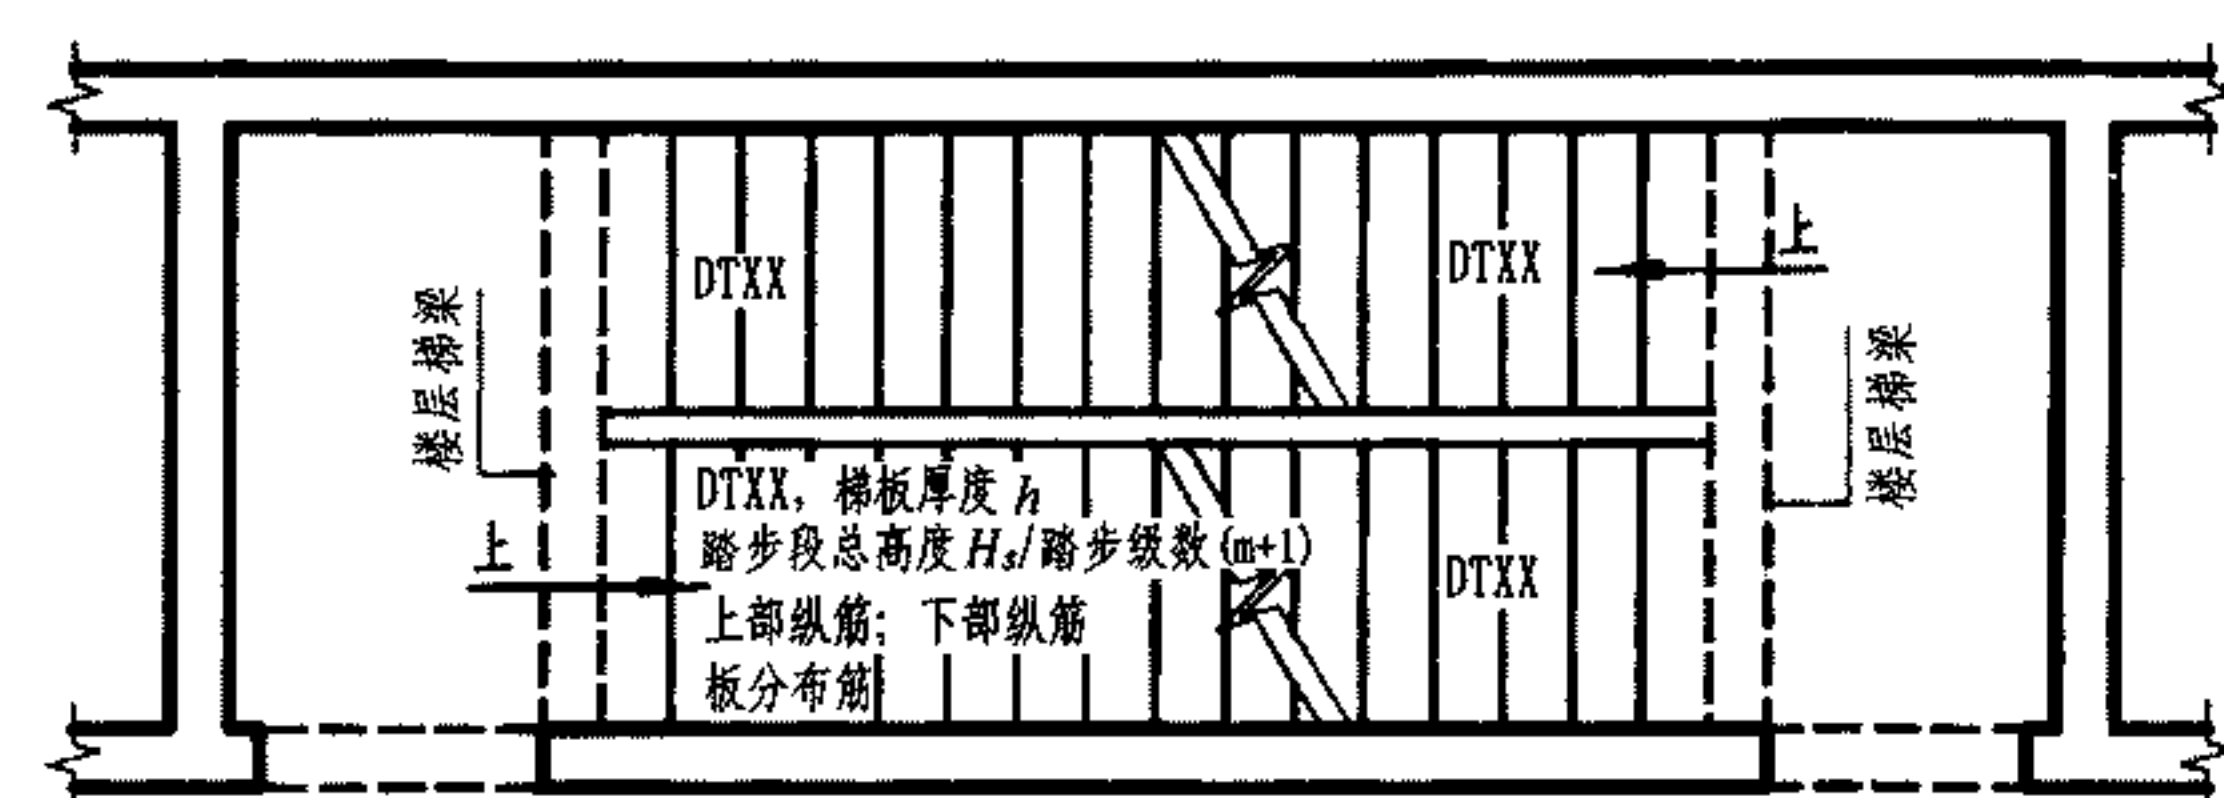 DTXX
DTXX
上
楼层梯梁
楼层梯梁
DTXX, 梯板厚度 h
踏步段总高度 Hs/踏步级数(m+1)
上部纵筋; 下部纵筋
板分布筋
上
DTXX